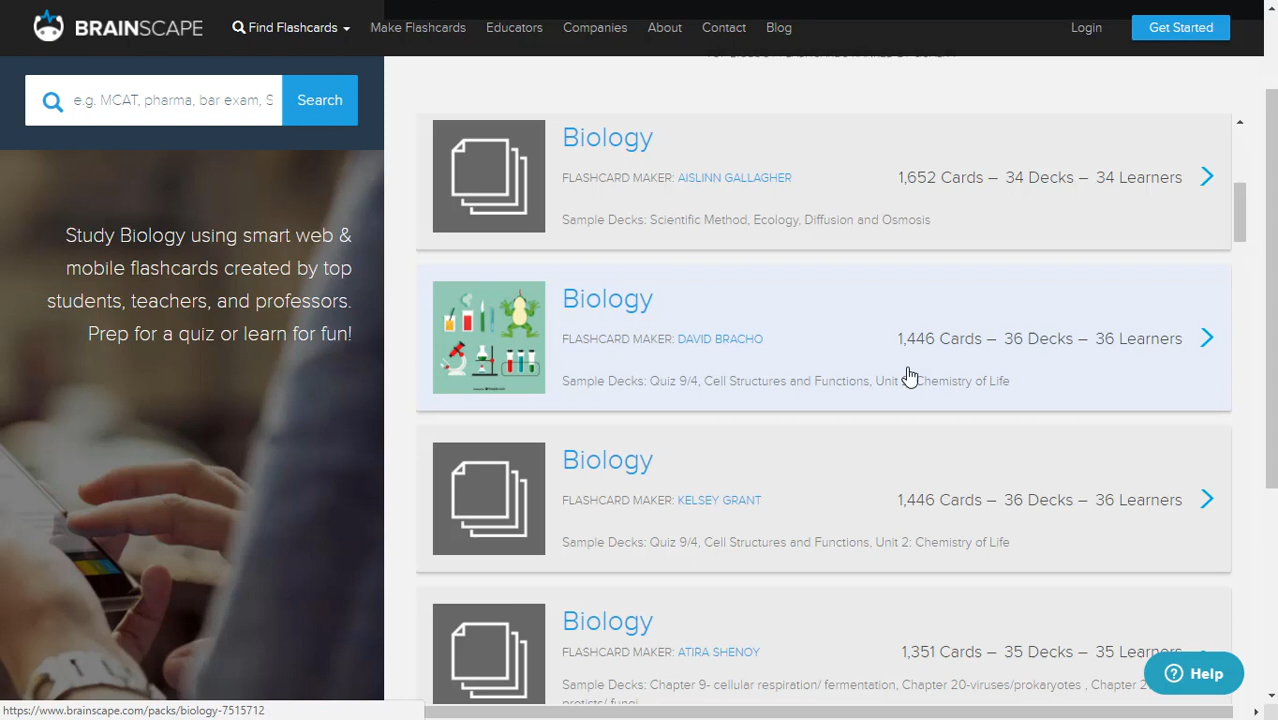 BRAINSCAPE
Find Flashcards
Make Flashcards
Educators
Companies
About
Contact
Blog
Login
Get Started
e.g. MCAT, pharma, bar exam, S
Search
Study Biology using smart web &
mobile flashcards created by top
students, teachers, and professors.
Prep for a quiz or learn for fun!
Biology
FLASHCARD MAKER: AISLINN GALLAGHER
1,652 Cards – 34 Decks – 34 Learners
Sample Decks: Scientific Method, Ecology, Diffusion and Osmosis
Biology
FLASHCARD MAKER: DAVID BRACHO
1,446 Cards – 36 Decks – 36 Learners
Sample Decks: Quiz 9/4, Cell Structures and Functions, Unit Chemistry of Life
Biology
FLASHCARD MAKER: KELSEY GRANT
1,446 Cards – 36 Decks – 36 Learners
Sample Decks: Quiz 9/4, Cell Structures and Functions, Unit 2: Chemistry of Life
Biology
FLASHCARD MAKER: ATIRA SHENOY
1,351 Cards – 35 Decks – 35 Learners
Sample Decks: Chapter 9- cellular respiration/ fermentation, Chapter 20-viruses/prokaryotes , Chapter
protists/ fungi
Help
https://www.brainscape.com/packs/biology-7515712